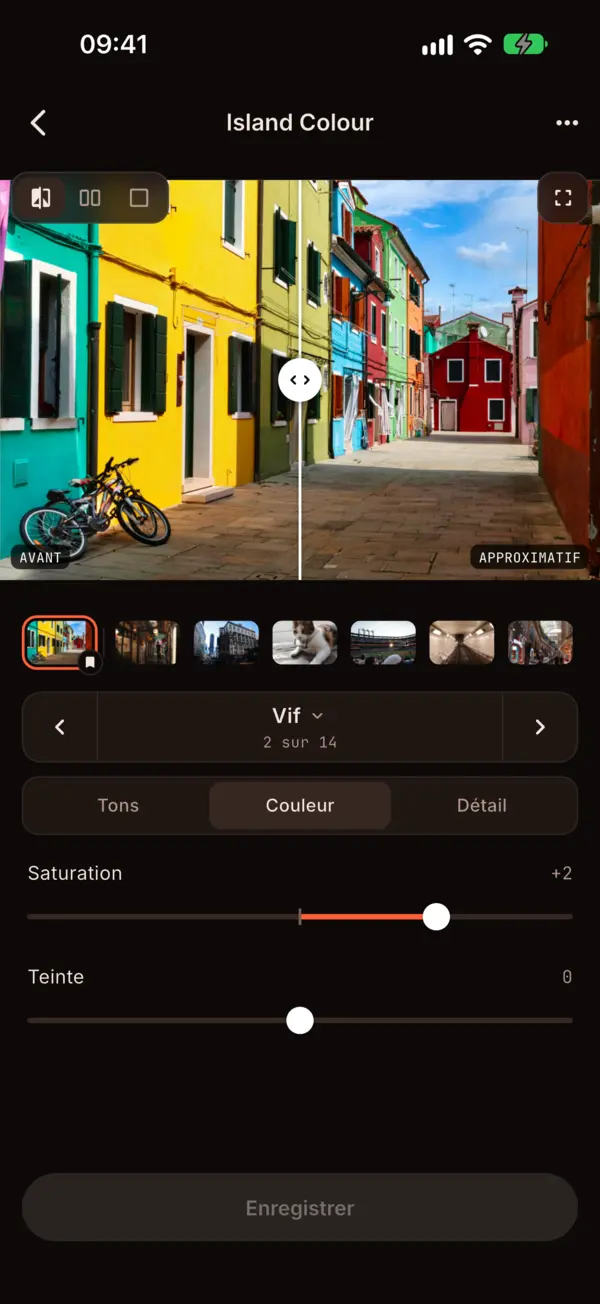 09:41
Island Colour
AVANT
APPROXIMATIF
Vif
2 sur 14
Tons
Couleur
Détail
Saturation
+2
Teinte
0
Enregistrer